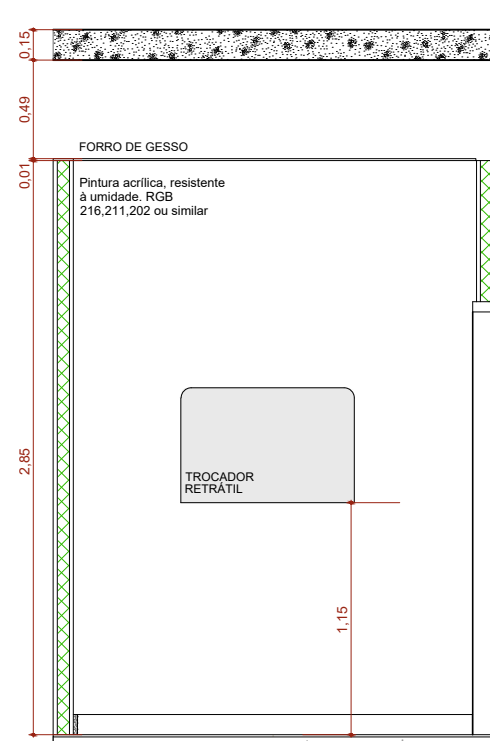 0,15
0,49
FORRO DE GESSO
0,01
Pintura acrílica, resistente
à umidade. RGB
216,211,202 ou similar
2,85
TROCADOR
RETRÁTIL
1,15